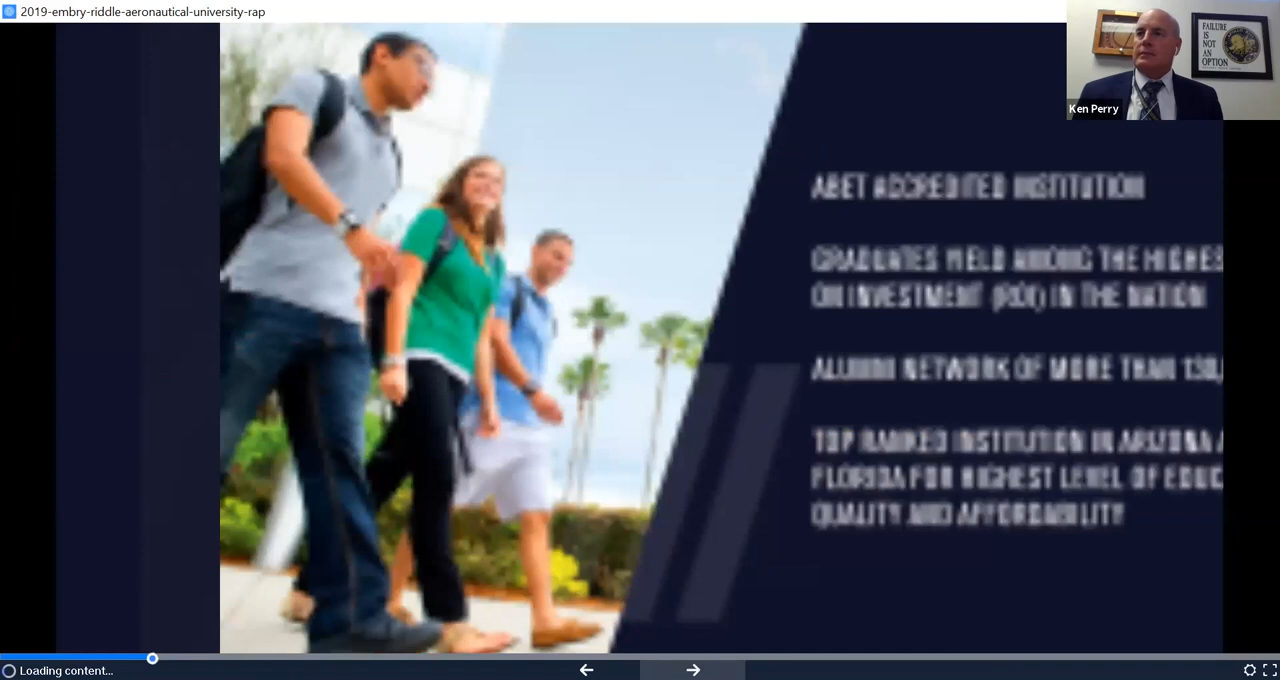 2019-embry-riddle-aeronautical-university-rap
FAILURE
IS
NOT
AN
OPTION
Ken Perry
ABET ACCREDITED INSTITUTION
GRADUATES YIELD AMONG THE HIGHES
ON INVESTMENT (ROI) IN THE NATION
ALUMNI NETWORK OF MORE THAN 130,
TOP RANKED INSTITUTION IN ARIZONA A
FLORIDA FOR HIGHEST LEVEL OF EDUC
QUALITY AND AFFORDABILITY
Loading content...